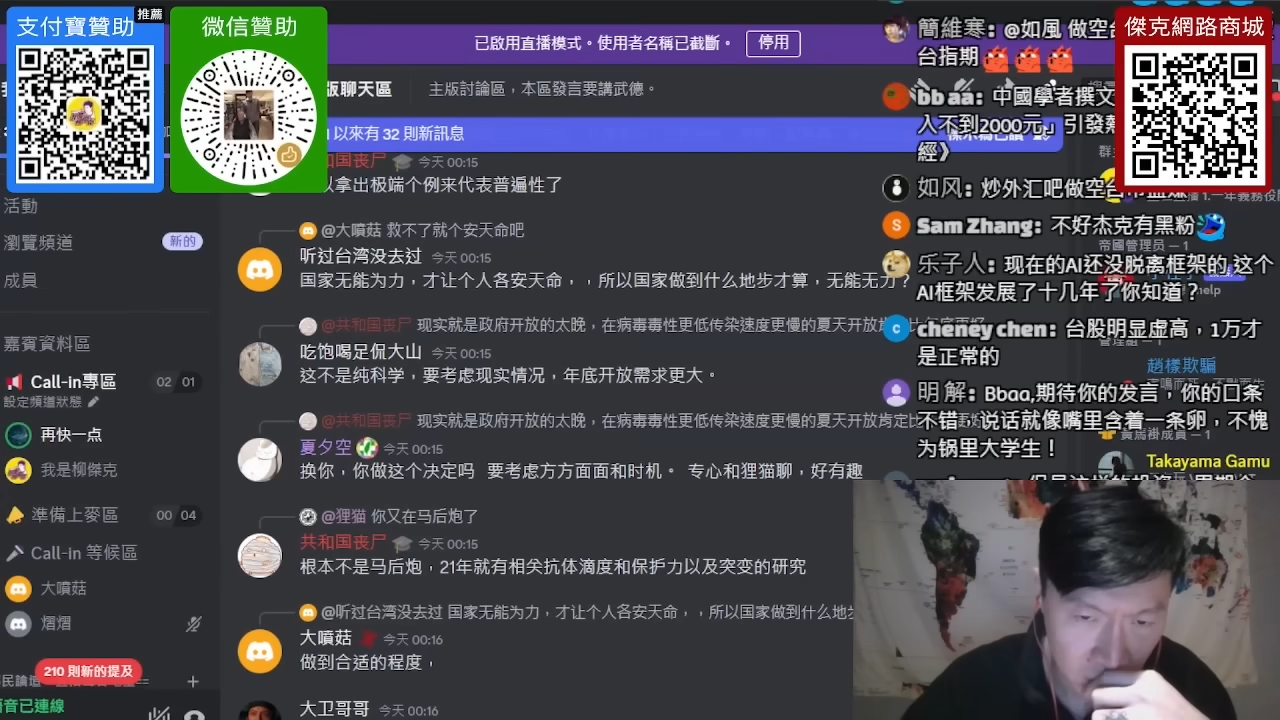 支付寶贊助
推薦
微信贊助
已啟用直播模式。使用者名稱已截斷。
停用
版聊天區
主版討論區，本區發言要講武德。
以來有 32 則新訊息
活動
瀏覽頻道
新的
成員
嘉賓資料區
Call-in專區
02 01
設定頻道狀態
再快一点
我是柳傑克
準備上麥區
00 04
Call-in 等候區
大噴菇
熠熠
210 則新的提及
音已連線
和国丧尸 今天 00:15
拿出极端个例来代表普遍性了
@大噴菇 救不了就个安天命吧
听过台湾没去过 今天 00:15
国家无能为力，才让个人各安天命，，所以国家做到什么地步才算，无能无力？
@共和国丧尸 现实就是政府开放的太晚，在病毒毒性更低传染速度更慢的夏天开放肯
吃饱喝足侃大山 今天 00:15
这不是纯科学，要考虑现实情况，年底开放需求更大。
@共和国丧尸 现实就是政府开放的太晚，在病毒毒性更低传染速度更慢的夏天开放肯定比
夏夕空 今天 00:15
换你，你做这个决定吗 要考虑方方面面和时机。 专心和狸猫聊，好有趣
@狸猫 你又在马后炮了
共和国丧尸 今天 00:15
根本不是马后炮，21年就有相关抗体滴度和保护力以及突变的研究
@听过台湾没去过 国家无能为力，才让个人各安天命，，所以国家做到什么地步
大噴菇 今天 00:16
做到合适的程度，
大卫哥哥 今天 00:16
簡維寒: @如風 做空台
台指期
bb aa: 中國學者撰文
入不到2000元」引發熱
經》
如风: 炒外汇吧做空台
Sam Zhang: 不好杰克有黑粉
乐子人: 现在的AI还没脱离框架的 这个
AI框架发展了十几年了你知道？
cheney chen: 台股明显虚高，1万才
是正常的
明 解: Bbaa,期待你的发言，你的口条
不错，说话就像嘴里含着一条卵，不愧
为锅里大学生！
傑克網路商城
帝國管理员 — 1
help
趙樣欺騙
黃馬褂成員 — 1
Takayama Gamu